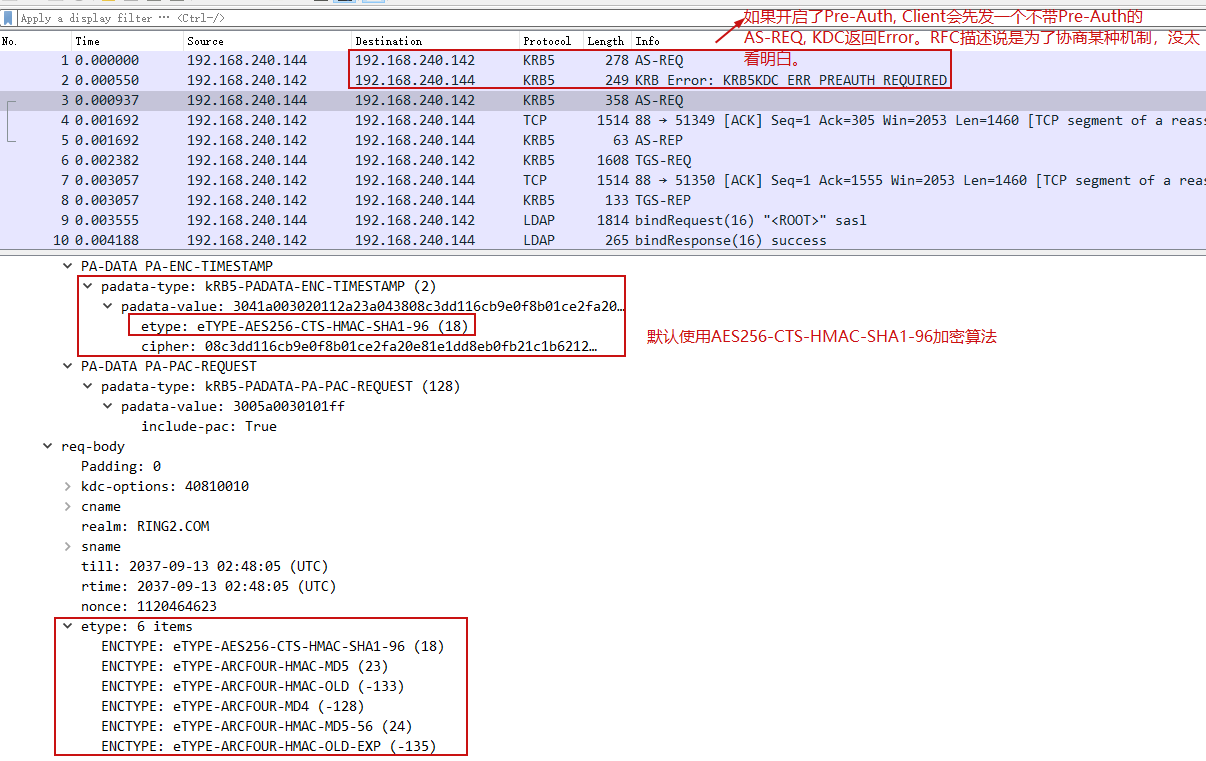 Apply a display filter ⋯ <Ctrl-/>
如果开启了Pre-Auth, Client会先发一个不带Pre-Auth的
AS-REQ, KDC返回Error。RFC描述说是为了协商某种机制，没太
看明白。
No. Time Source Destination Protocol Length Info
1 0.000000 192.168.240.144 192.168.240.142 KRB5 278 AS-REQ
2 0.000550 192.168.240.142 192.168.240.144 KRB5 249 KRB Error: KRB5KDC_ERR_PREAUTH_REQUIRED
3 0.000937 192.168.240.144 192.168.240.142 KRB5 358 AS-REQ
4 0.001692 192.168.240.142 192.168.240.144 TCP 1514 88 → 51349 [ACK] Seq=1 Ack=305 Win=2053 Len=1460 [TCP segment of a reass
5 0.001692 192.168.240.142 192.168.240.144 KRB5 63 AS-REP
6 0.002382 192.168.240.144 192.168.240.142 KRB5 1608 TGS-REQ
7 0.003057 192.168.240.142 192.168.240.144 TCP 1514 88 → 51350 [ACK] Seq=1 Ack=1555 Win=2053 Len=1460 [TCP segment of a rea
8 0.003057 192.168.240.142 192.168.240.144 KRB5 133 TGS-REP
9 0.003555 192.168.240.144 192.168.240.142 LDAP 1814 bindRequest(16) "<ROOT>" sasl
10 0.004188 192.168.240.142 192.168.240.144 LDAP 265 bindResponse(16) success
PA-DATA PA-ENC-TIMESTAMP
padata-type: kRB5-PADATA-ENC-TIMESTAMP (2)
padata-value: 3041a003020112a23a043808c3dd116cb9e0f8b01ce2fa20…
etype: eTYPE-AES256-CTS-HMAC-SHA1-96 (18)
默认使用AES256-CTS-HMAC-SHA1-96加密算法
cipher: 08c3dd116cb9e0f8b01ce2fa20e81e1dd8eb0fb21c1b6212…
PA-DATA PA-PAC-REQUEST
padata-type: kRB5-PADATA-PA-PAC-REQUEST (128)
padata-value: 3005a0030101ff
include-pac: True
req-body
Padding: 0
kdc-options: 40810010
cname
realm: RING2.COM
sname
till: 2037-09-13 02:48:05 (UTC)
rtime: 2037-09-13 02:48:05 (UTC)
nonce: 1120464623
etype: 6 items
ENCTYPE: eTYPE-AES256-CTS-HMAC-SHA1-96 (18)
ENCTYPE: eTYPE-ARCFOUR-HMAC-MD5 (23)
ENCTYPE: eTYPE-ARCFOUR-HMAC-OLD (-133)
ENCTYPE: eTYPE-ARCFOUR-MD4 (-128)
ENCTYPE: eTYPE-ARCFOUR-HMAC-MD5-56 (24)
ENCTYPE: eTYPE-ARCFOUR-HMAC-OLD-EXP (-135)